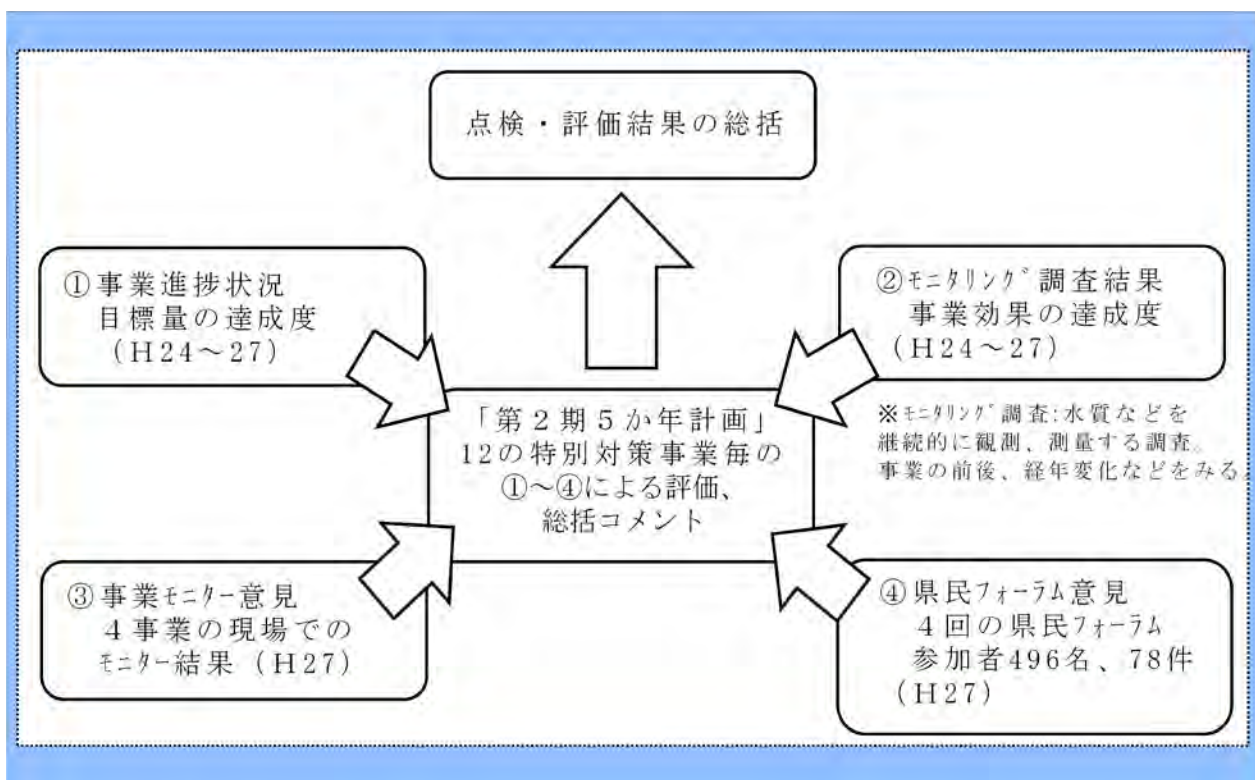 点検・評価結果の総括
①事業進捗状況
目標量の達成度
(H24～27)
②ﾓﾆﾀﾘﾝｸﾞ調査結果
事業効果の達成度
(H24～27)
※ﾓﾆﾀﾘﾝｸﾞ調査:水質などを
継続的に観測、測量する調査。
事業の前後、経年変化などをみる。
「第２期５か年計画」
12の特別対策事業毎の
①～④による評価、
総括コメント
③事業ﾓﾆﾀｰ意見
４事業の現場での
ﾓﾆﾀｰ結果（H27）
④県民ﾌｫｰﾗﾑ意見
４回の県民ﾌｫｰﾗﾑ
参加者496名、78件
(H27)